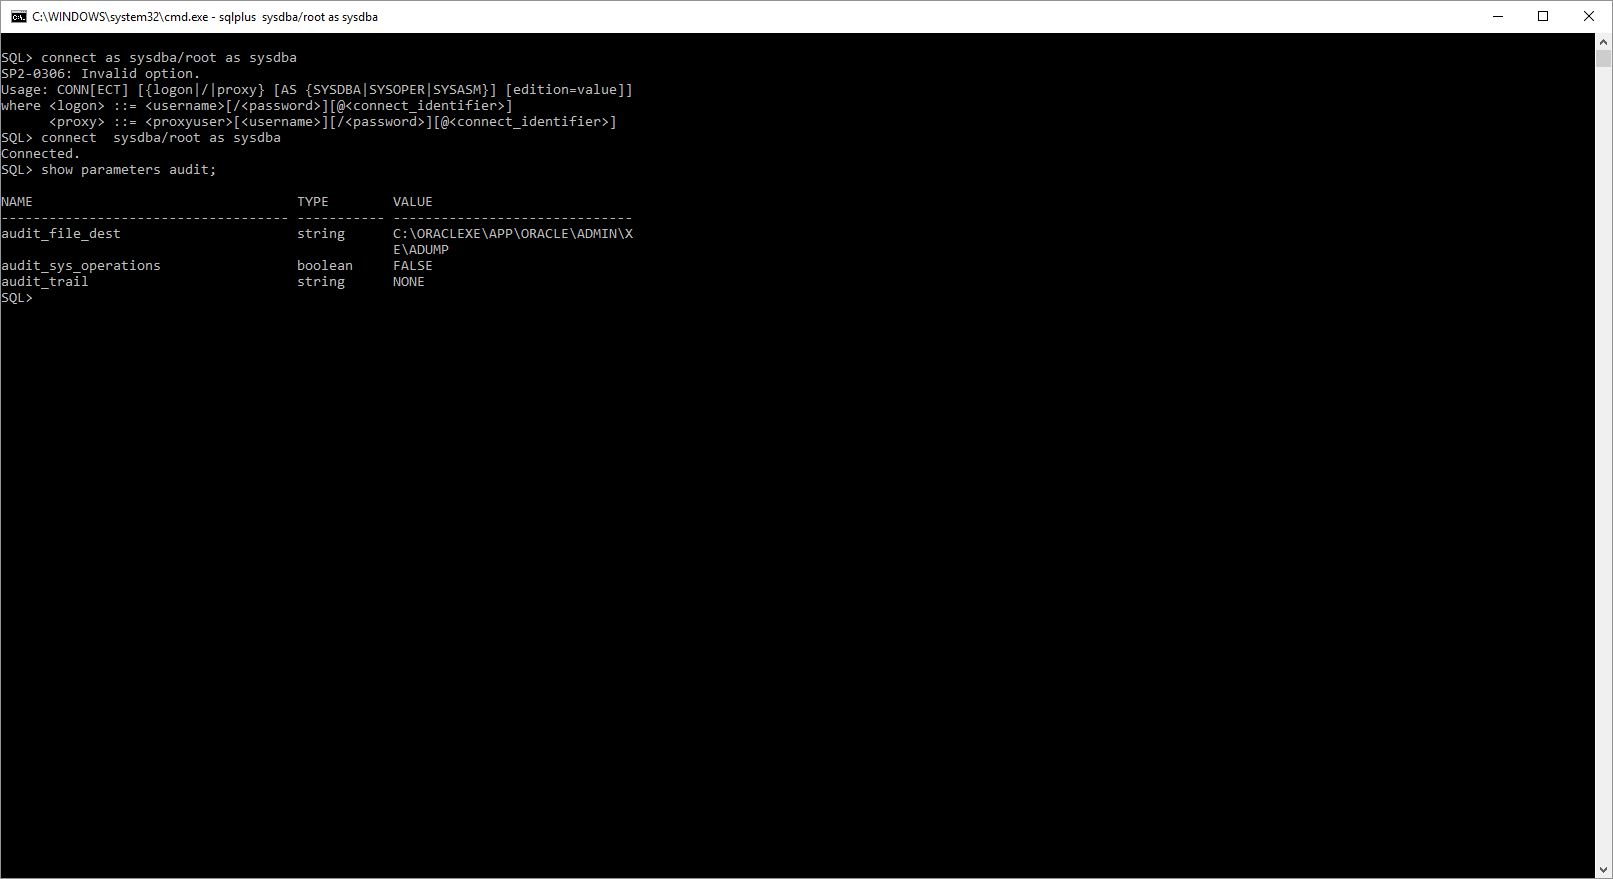 C:\WINDOWS\system32\cmd.exe - sqlplus  sysdba/root as sysdba
SQL> connect as sysdba/root as sysdba
SP2-0306: Invalid option.
Usage: CONN[ECT] [{logon|/|proxy} [AS {SYSDBA|SYSOPER|SYSASM}] [edition=value]]
where <logon> ::= <username>[/<password>][@<connect_identifier>]
      <proxy> ::= <proxyuser>[<username>][/<password>][@<connect_identifier>]
SQL> connect  sysdba/root as sysdba
Connected.
SQL> show parameters audit;
NAME                                 TYPE        VALUE
------------------------------------ ----------- ------------------------------
audit_file_dest                      string      C:\ORACLEXE\APP\ORACLE\ADMIN\X
                                                 E\ADUMP
audit_sys_operations                 boolean     FALSE
audit_trail                          string      NONE
SQL>